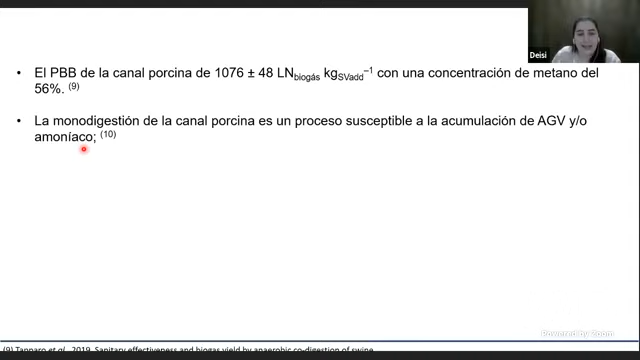 Deisi
• El PBB de la canal porcina de 1076 ± 48 LNbiogás kgSVadd⁻¹ con una concentración de metano del
56%. (9)
• La monodigestión de la canal porcina es un proceso susceptible a la acumulación de AGV y/o
amoníaco; (10)
Powered by Zoom
(9) Tapparo et al., 2019. Sanitary effectiveness and biogas yield by anaerobic co-digestion of swine